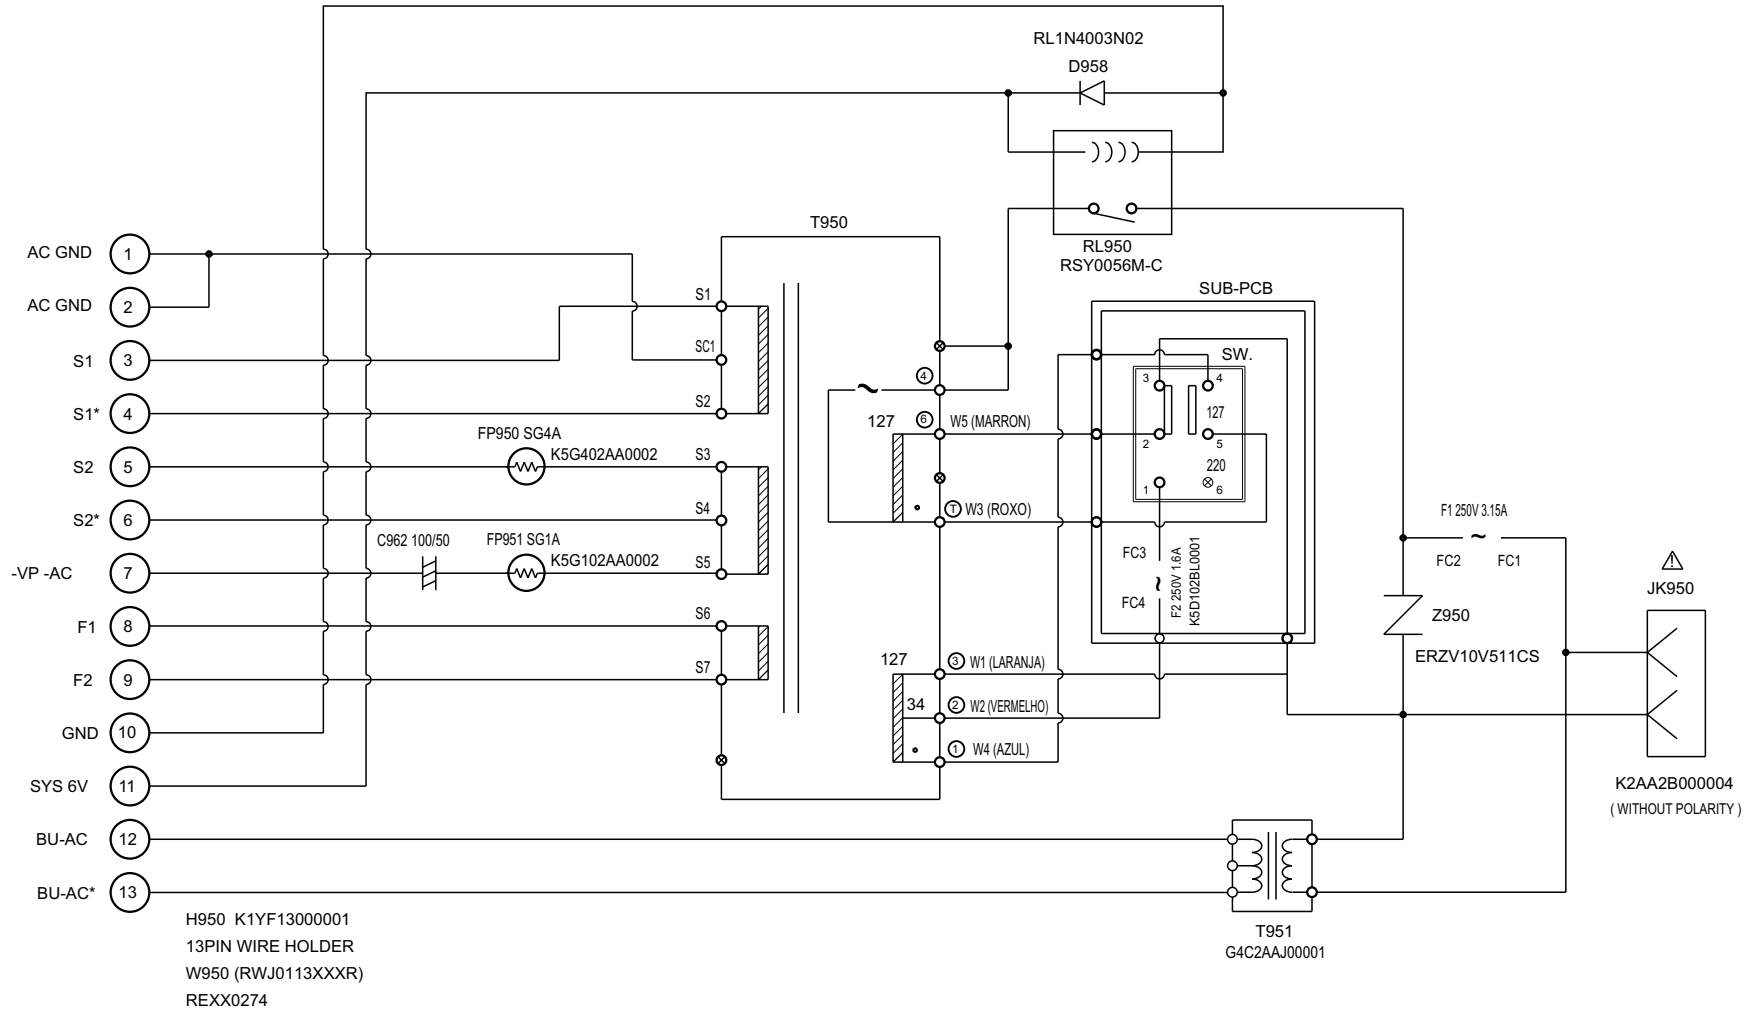 RL1N4003N02
D958
T950
RL950
RSY0056M-C
SUB-PCB
AC GND 1
AC GND 2
S1 3
S1* 4
S2 5
S2* 6
-VP -AC 7
F1 8
F2 9
GND 10
SYS 6V 11
BU-AC 12
BU-AC* 13
S1
SC1
S2
FP950 SG4A
K5G402AA0002
S3
S4
C962 100/50
FP951 SG1A
K5G102AA0002
S5
S6
S7
~
4
127
6 W5 (MARRON)
T W3 (ROXO)
127
3 W1 (LARANJA)
34
2 W2 (VERMELHO)
1 W4 (AZUL)
SW.
3
4
127
2
5
220
1
6
FC3
~
FC4
F2 250V 1.6A
K5D102BL0001
F1 250V 3.15A
~
FC2
FC1
Z950
ERZV10V511CS
!
JK950
K2AA2B000004
( WITHOUT POLARITY )
T951
G4C2AAJ00001
H950 K1YF13000001
13PIN WIRE HOLDER
W950 (RWJ0113XXXR)
REXX0274